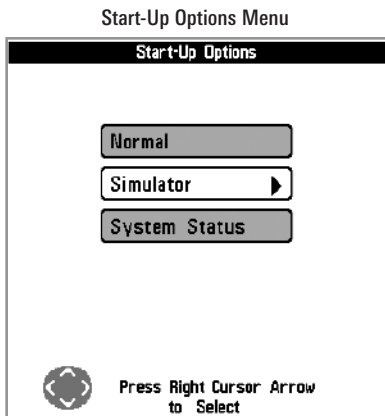 Start-Up Options Menu
Start-Up Options
Normal
Simulator
System Status
Press Right Cursor Arrow
to Select